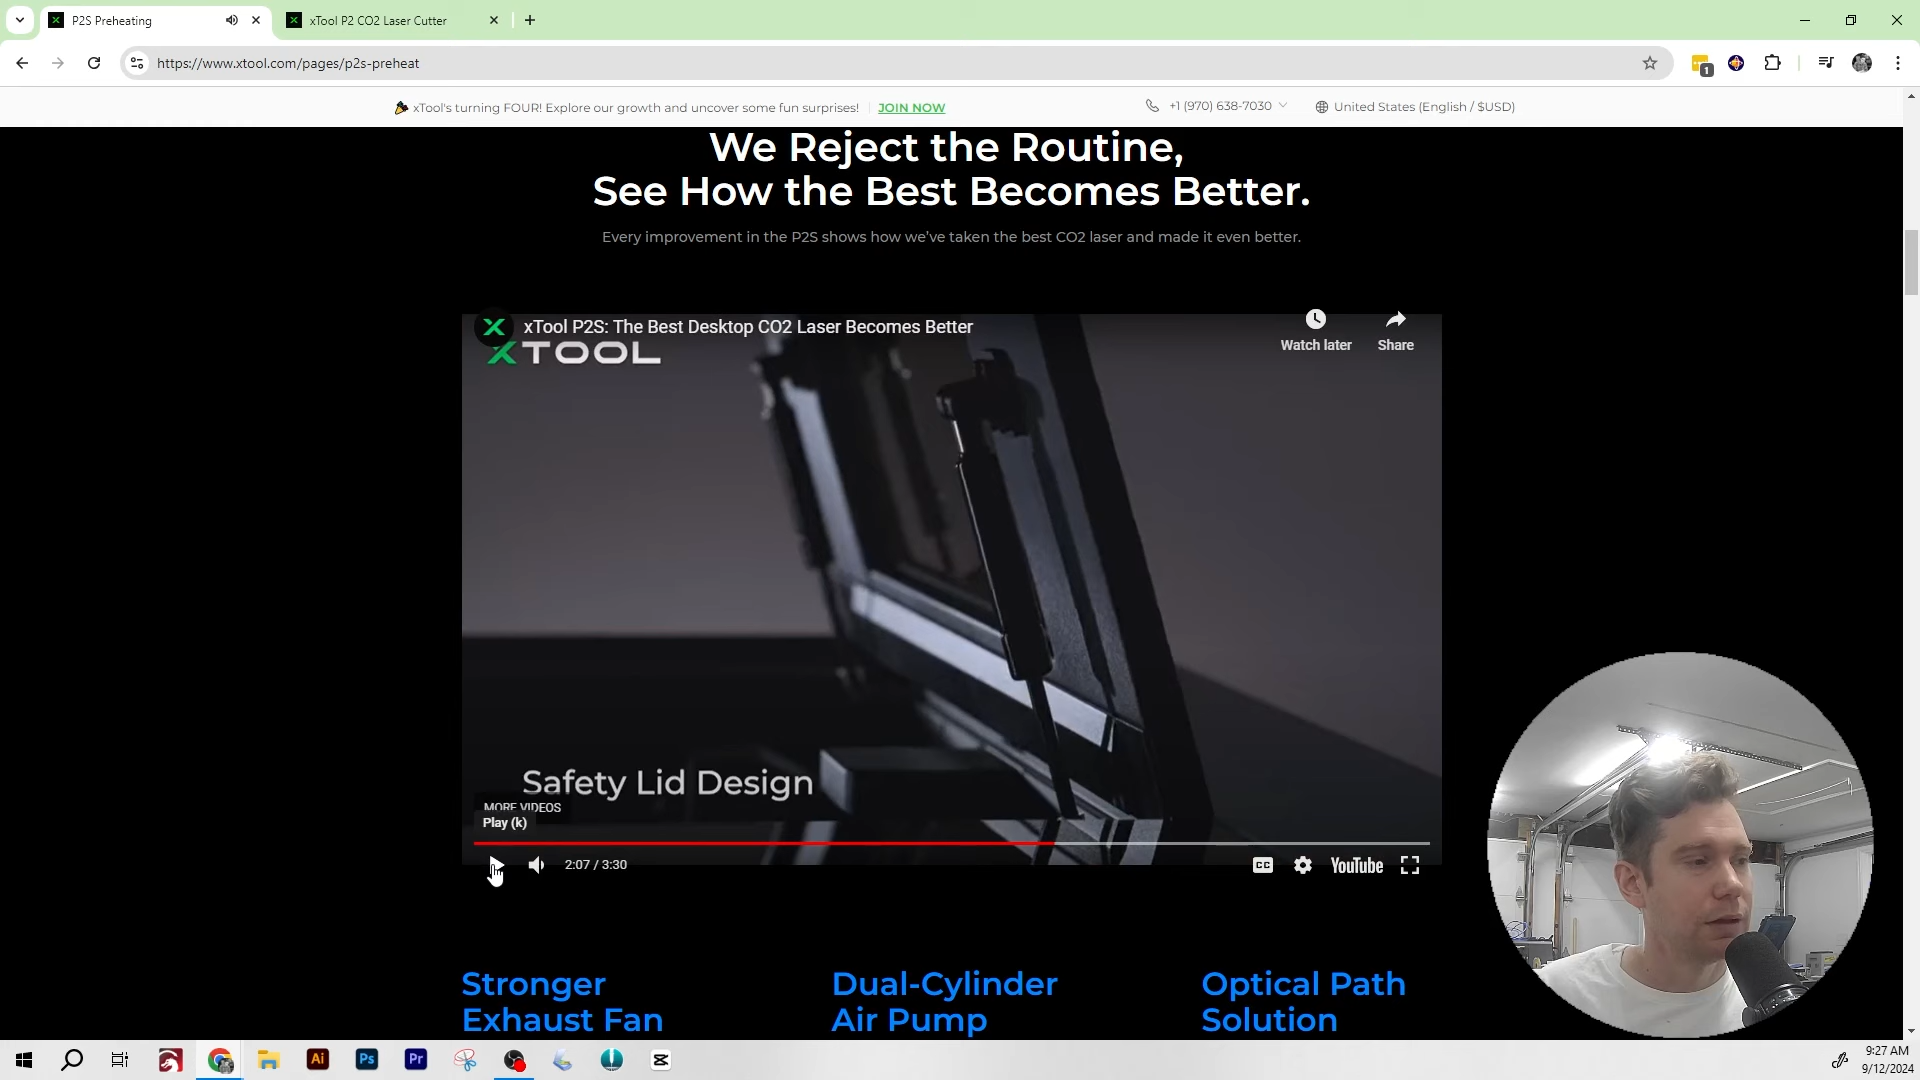 P2S Preheating
xTool P2 CO2 Laser Cutter
https://www.xtool.com/pages/p2s-preheat
1
xTool's turning FOUR! Explore our growth and uncover some fun surprises!
JOIN NOW
+1 (970) 638-7030
United States (English / $USD)
We Reject the Routine,
See How the Best Becomes Better.
Every improvement in the P2S shows how we've taken the best CO2 laser and made it even better.
xTool P2S: The Best Desktop CO2 Laser Becomes Better
XTOOL
Watch later
Share
Safety Lid Design
MORE VIDEOS
Play (k)
2:07 / 3:30
CC
YouTube
Stronger
Exhaust Fan
Dual-Cylinder
Air Pump
Optical Path
Solution
Ai
Ps
Pr
9:27 AM
9/12/2024